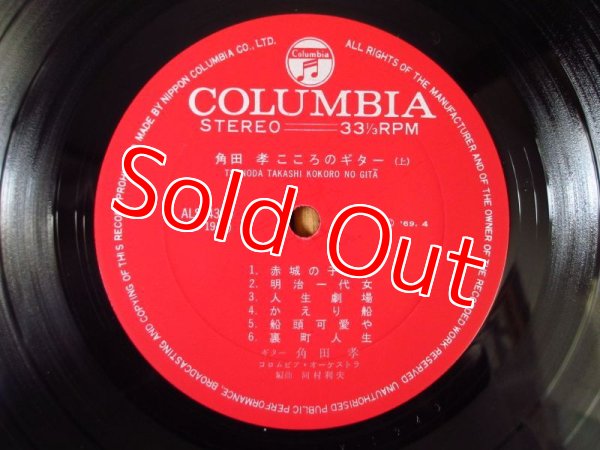 MADE BY NIPPON COLUMBIA CO., LTD.
ALL RIGHTS OF THE MANUFACTURER AND OF THE OWNER OF THE RECORDED WORK RESERVED. UNAUTHORISED PUBLIC PERFORMANCE, BROADCASTING AND COPYING OF THIS RECORD PROHIBITED
Columbia
COLUMBIA
STEREO 33⅓RPM
角田 孝 こころのギター (上)
TAKASHI KOKORO NO GITĀ
Sold Out
'69. 4
1. 赤城の子
2. 明治一代女
3. 人生劇場
4. かえり船
5. 船頭可愛や
6. 裏町人生
ギター 角田 孝
コロムビア・オーケストラ
編曲